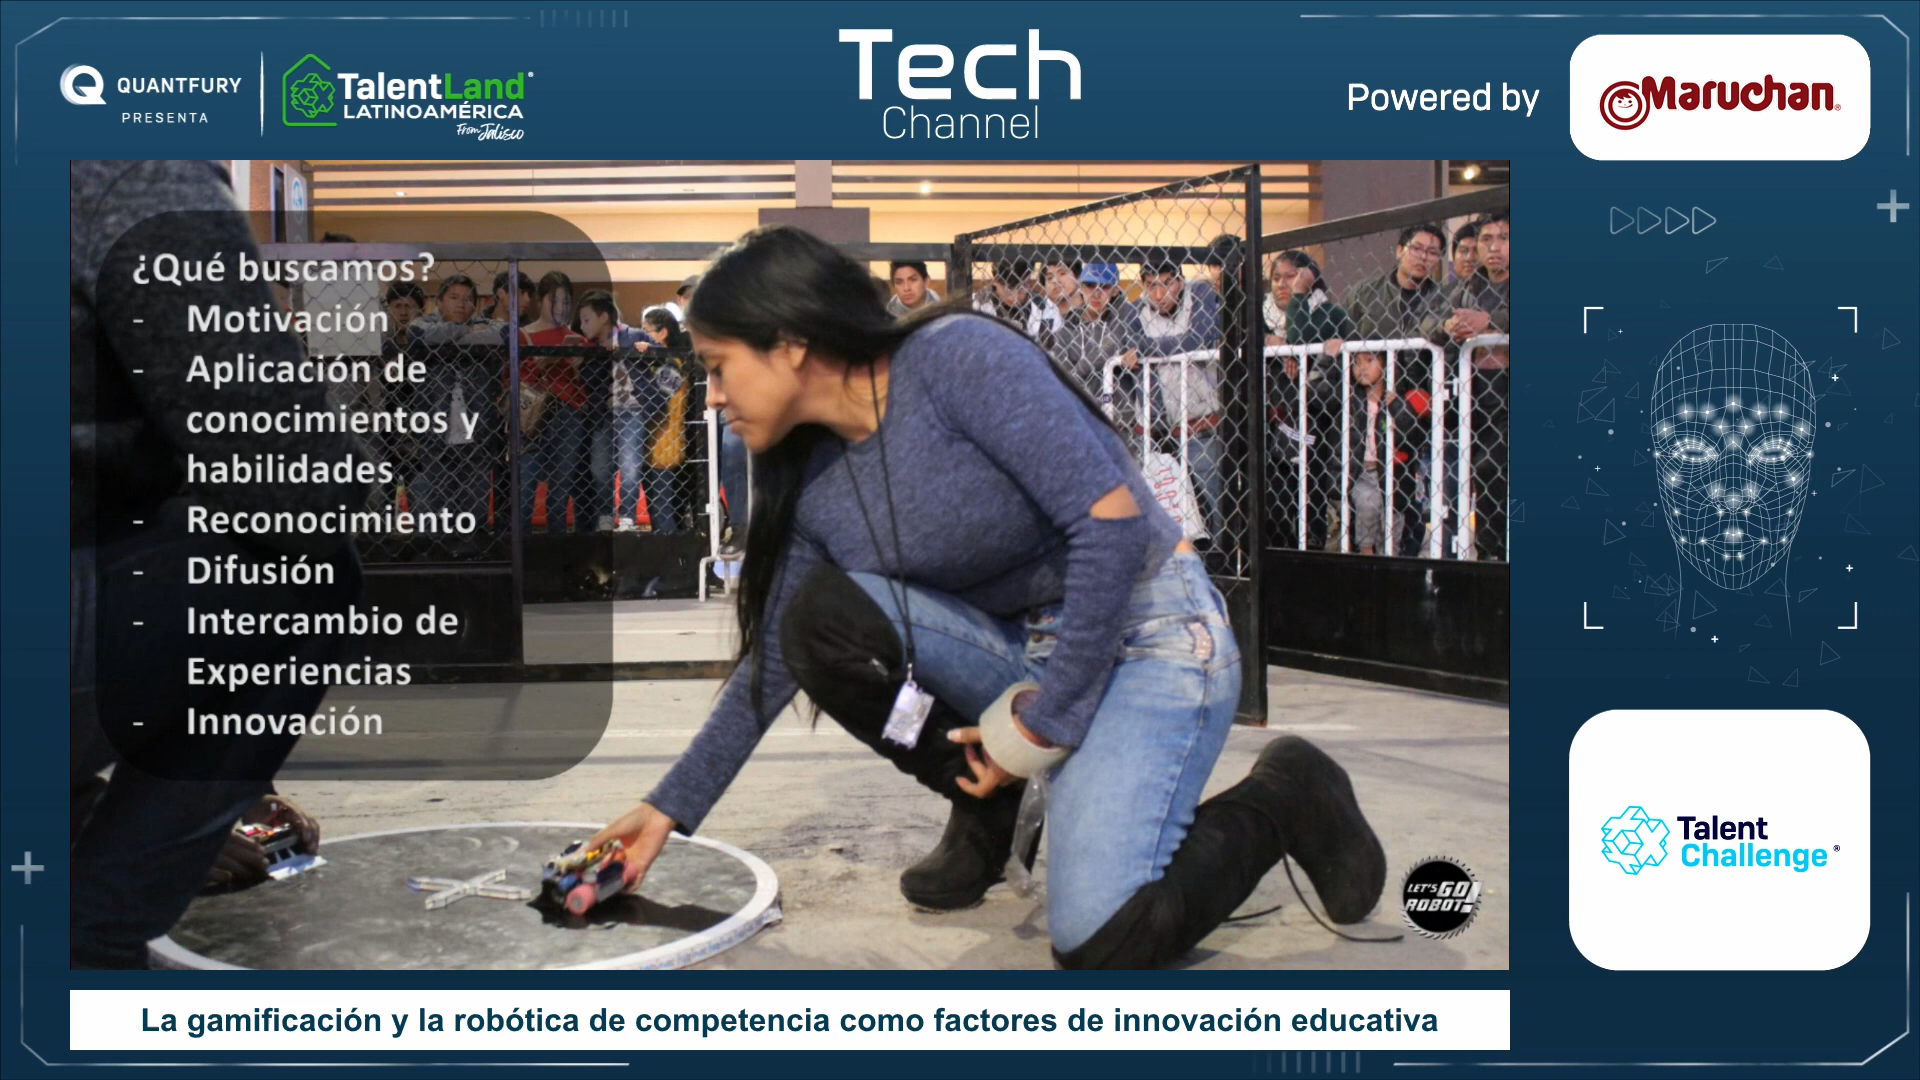 QUANTFURY
PRESENTA
TalentLand
LATINOAMÉRICA
From Jalisco
Tech
Channel
Powered by
Maruchan
¿Qué buscamos?
- Motivación
- Aplicación de
conocimientos y
habilidades
- Reconocimiento
- Difusión
- Intercambio de
Experiencias
- Innovación
LET'S GO
ROBOT!
Talent
Challenge
La gamificación y la robótica de competencia como factores de innovación educativa